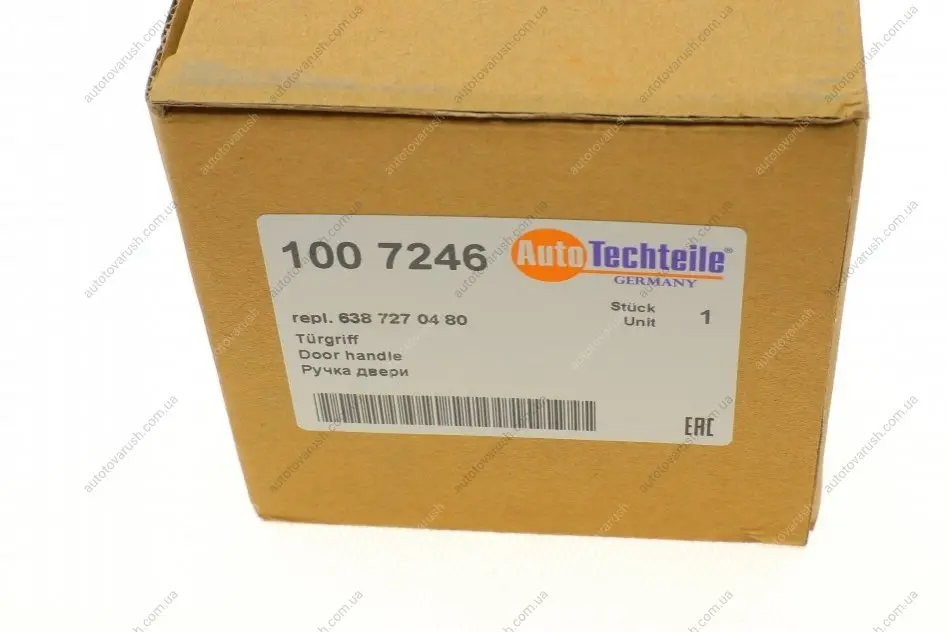 100 7246
AutoTechteile®
GERMANY
repl. 638 727 04 80
Stück
Unit
1
Türgriff
Door handle
Ручка двери
EAC
autotovarush.com.ua